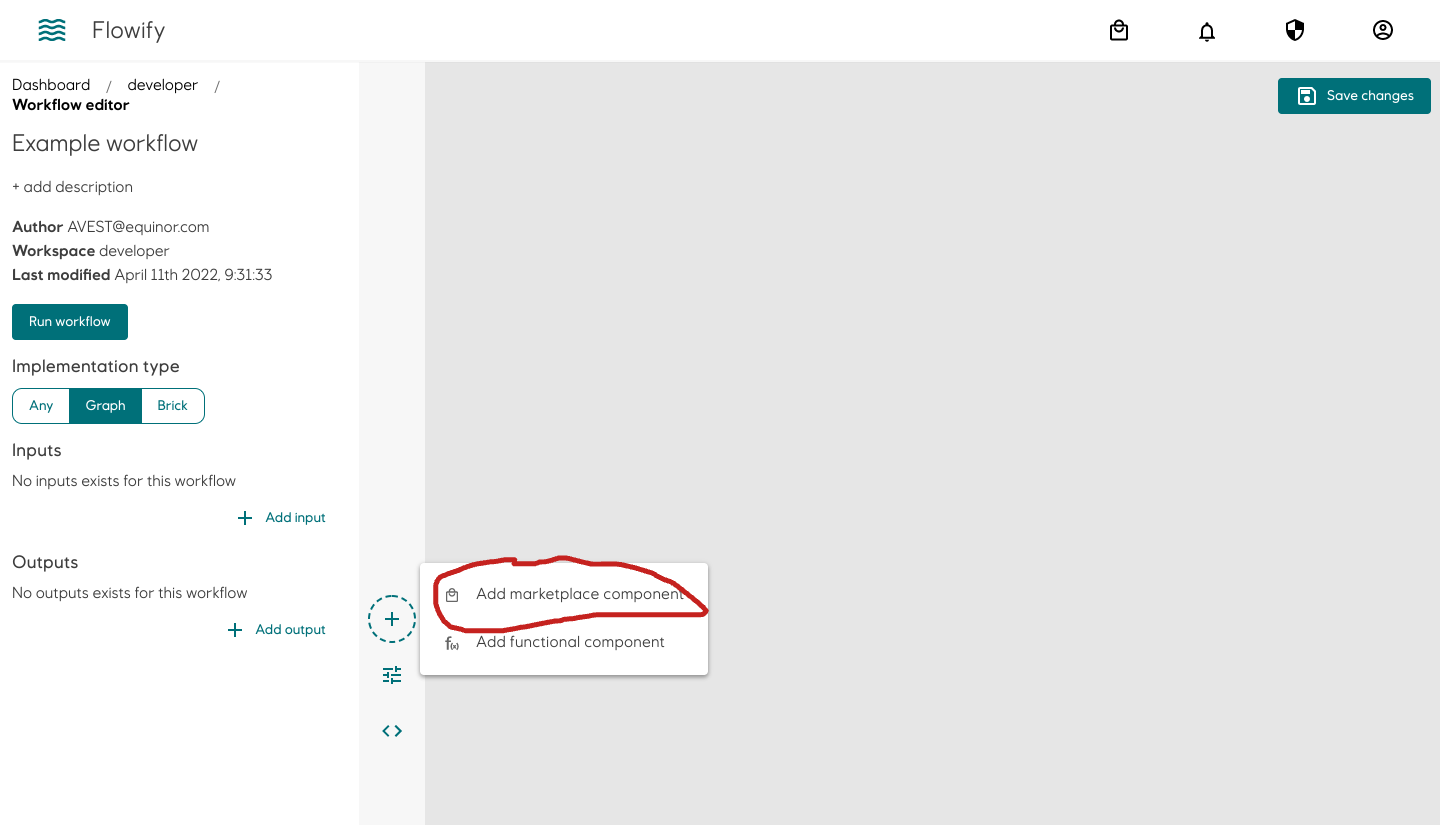 Flowify
Dashboard / developer /
Workflow editor
Save changes
Example workflow
+ add description
Author AVEST@equinor.com
Workspace developer
Last modified April 11th 2022, 9:31:33
Run workflow
Implementation type
Any Graph Brick
Inputs
No inputs exists for this workflow
Add input
Outputs
No outputs exists for this workflow
Add output
Add marketplace component
f(x) Add functional component